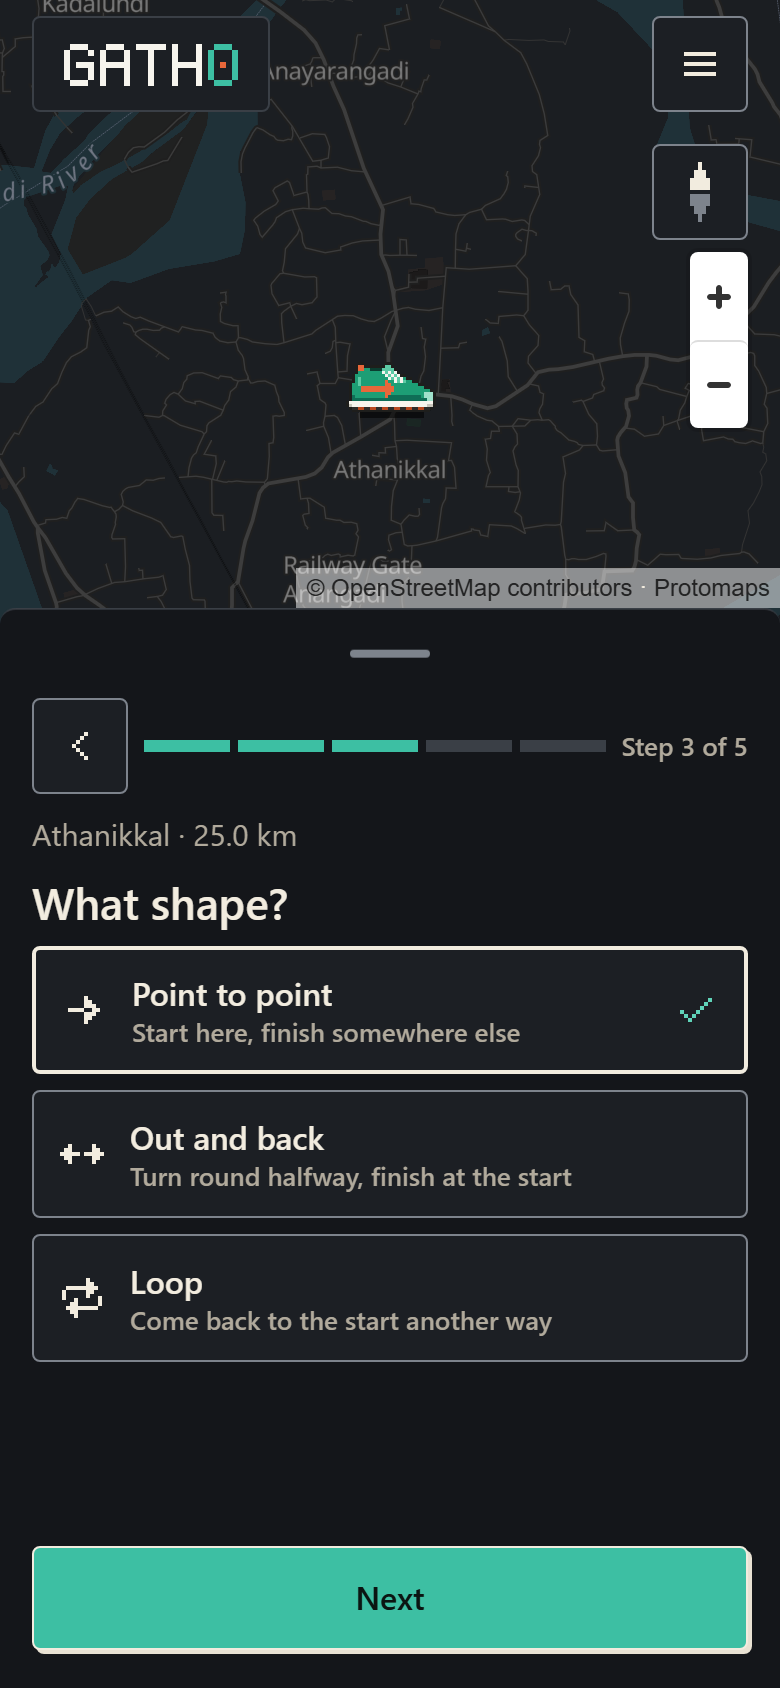 Kadalundi
GATHO
Anayarangadi
di River
Athanikkal
Railway Gate
Anangadi
© OpenStreetMap contributors · Protomaps
Step 3 of 5
Athanikkal · 25.0 km
What shape?
Point to point
Start here, finish somewhere else
Out and back
Turn round halfway, finish at the start
Loop
Come back to the start another way
Next